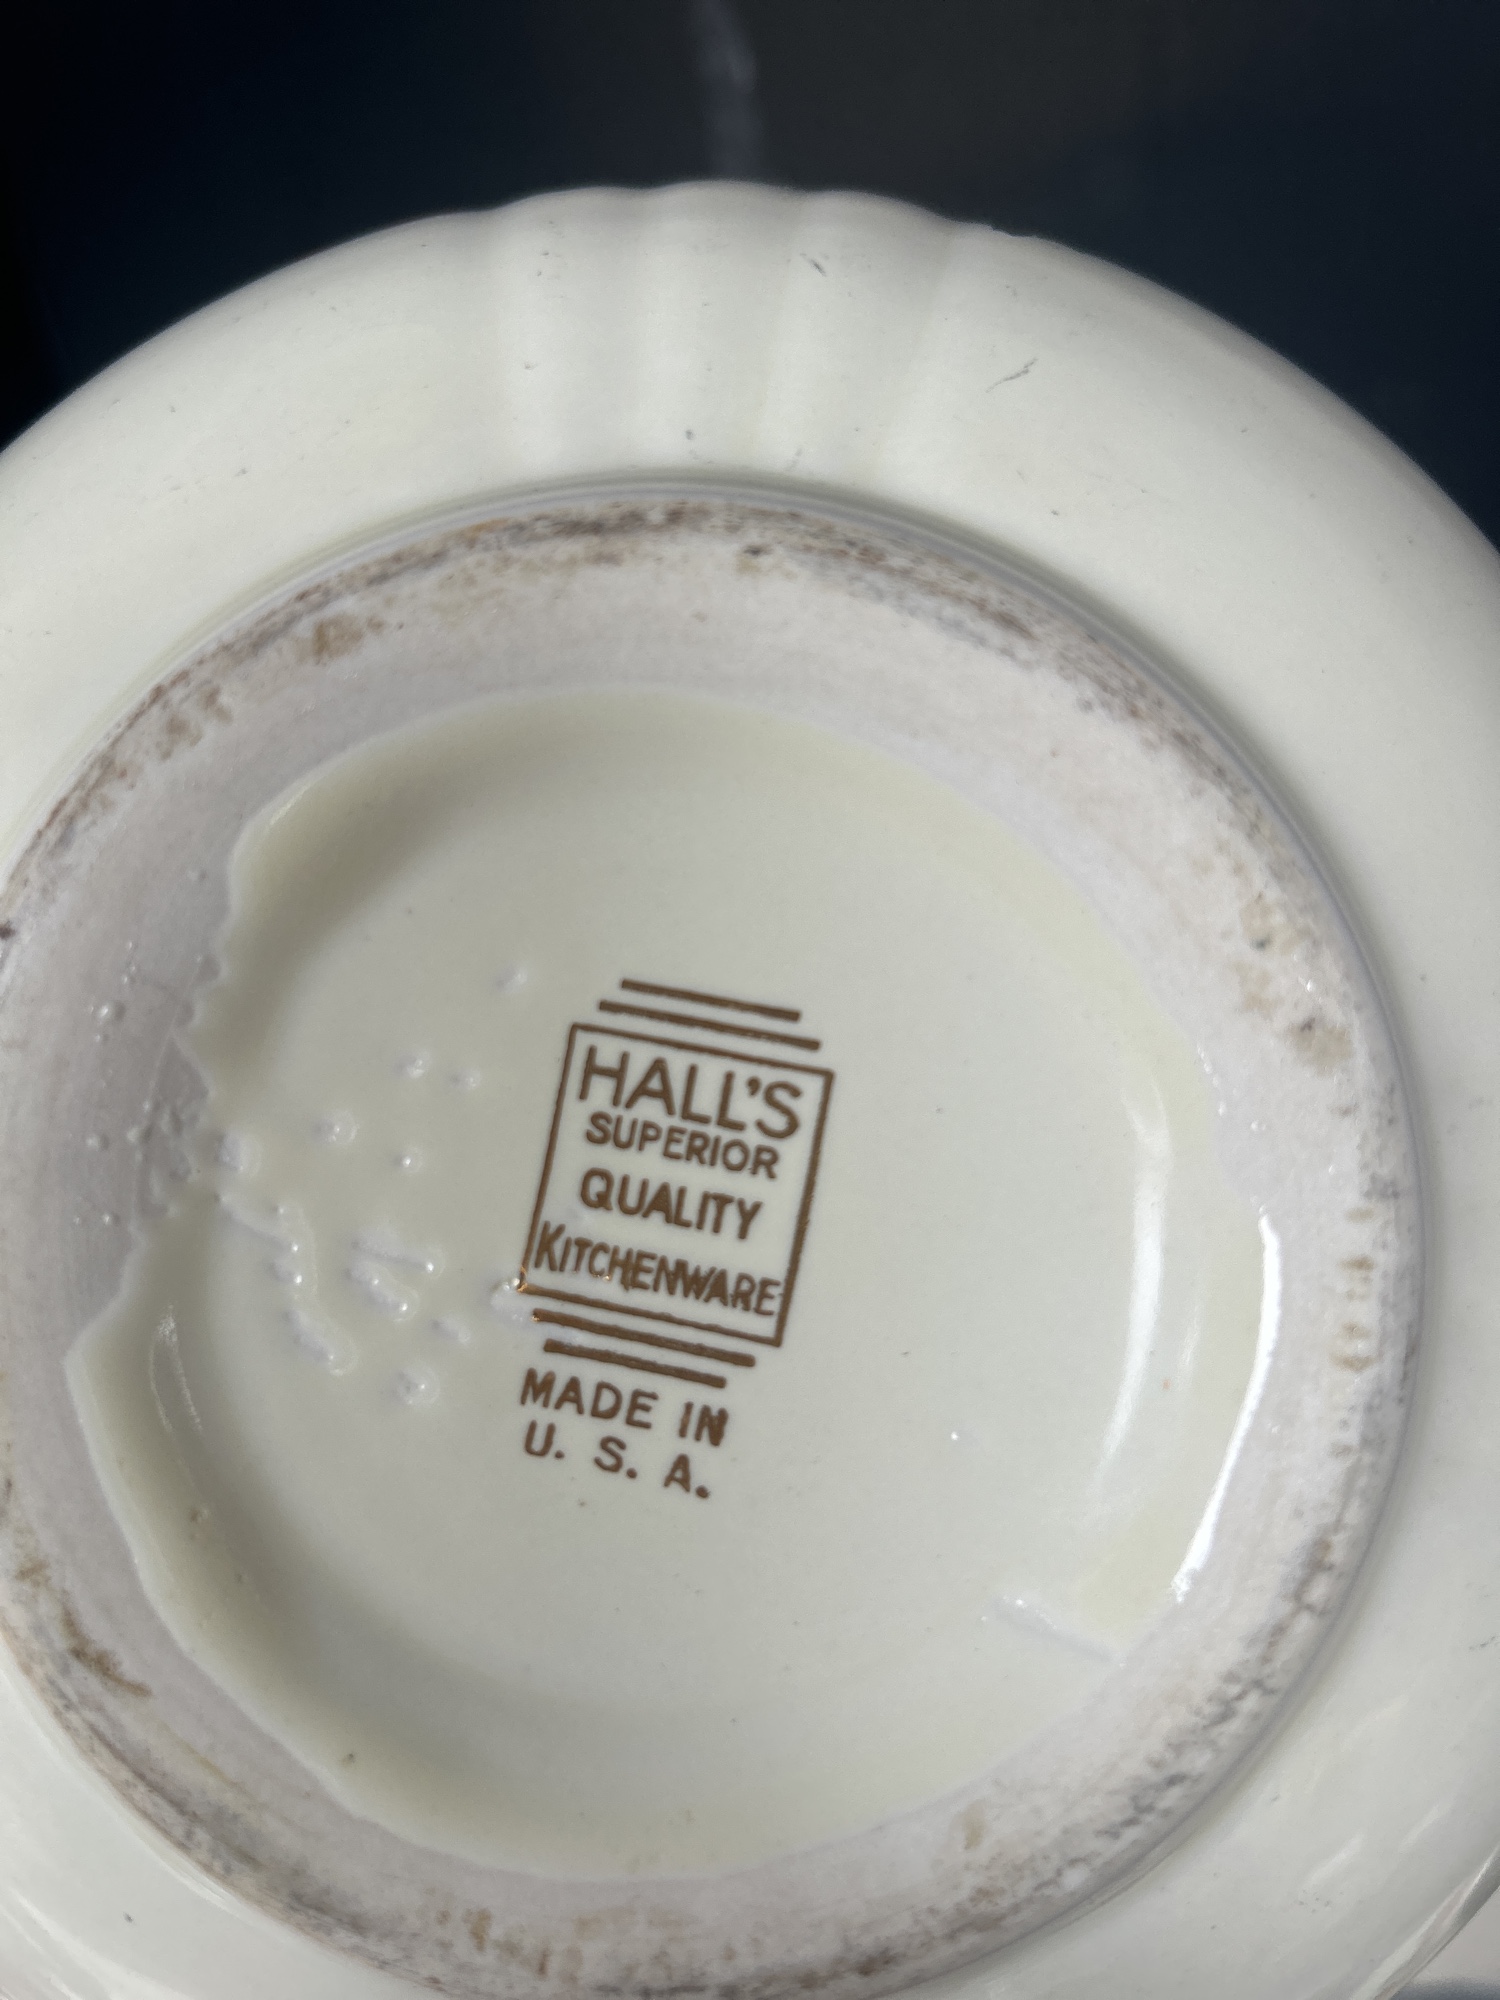 HALL'S
SUPERIOR
QUALITY
KITCHENWARE
MADE IN
U. S. A.